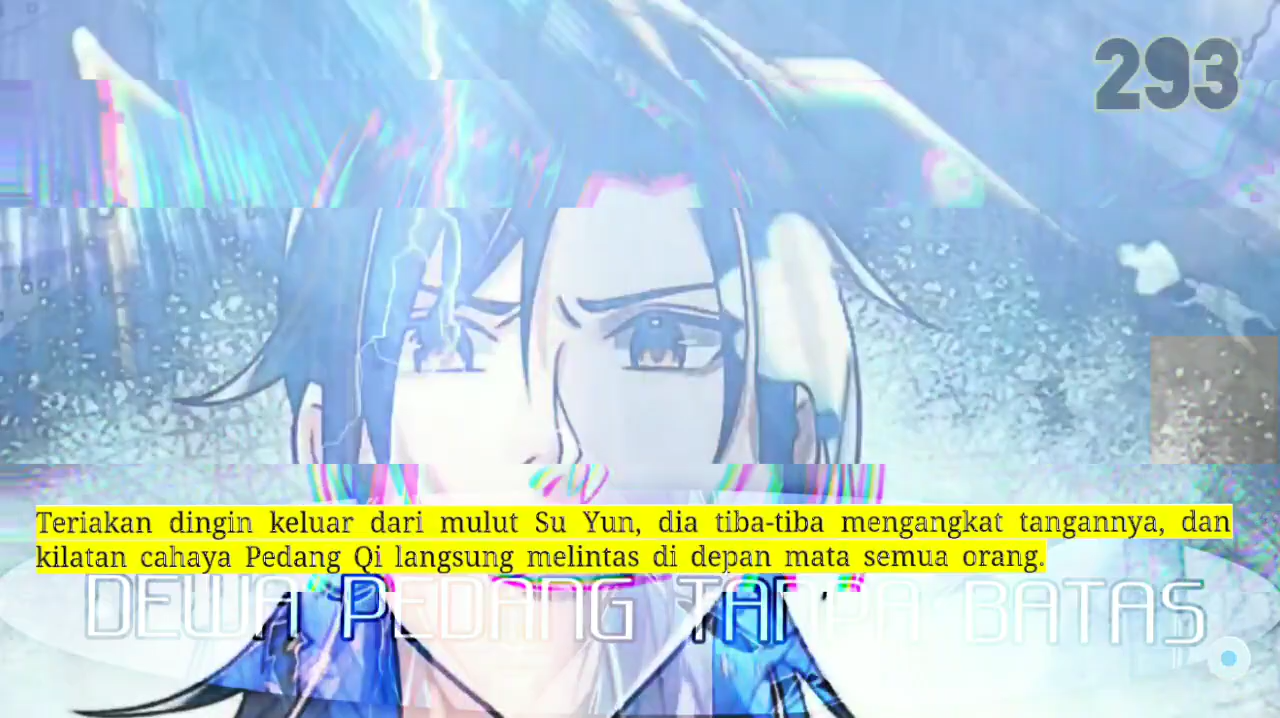 293
Teriakan dingin keluar dari mulut Su Yun, dia tiba-tiba mengangkat tangannya, dan
kilatan cahaya Pedang Qi langsung melintas di depan mata semua orang.
DEWA PEDANG TANPA BATAS